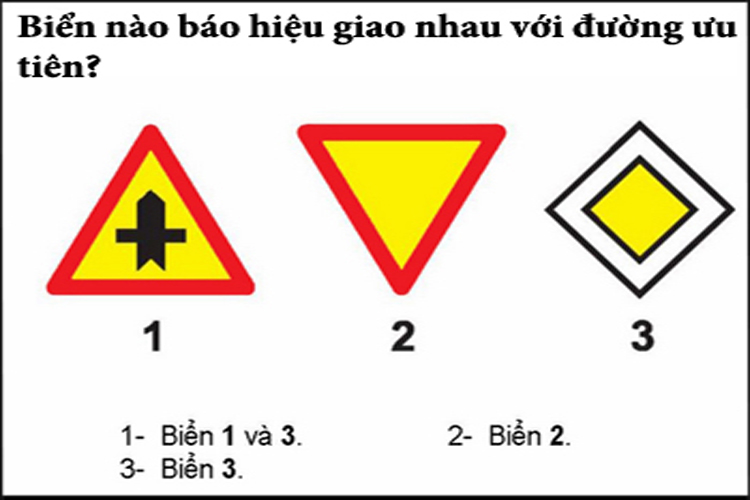 Biển nào báo hiệu giao nhau với đường ưu
tiên?
1 2 3
1- Biển 1 và 3. 2- Biển 2.
3- Biển 3.